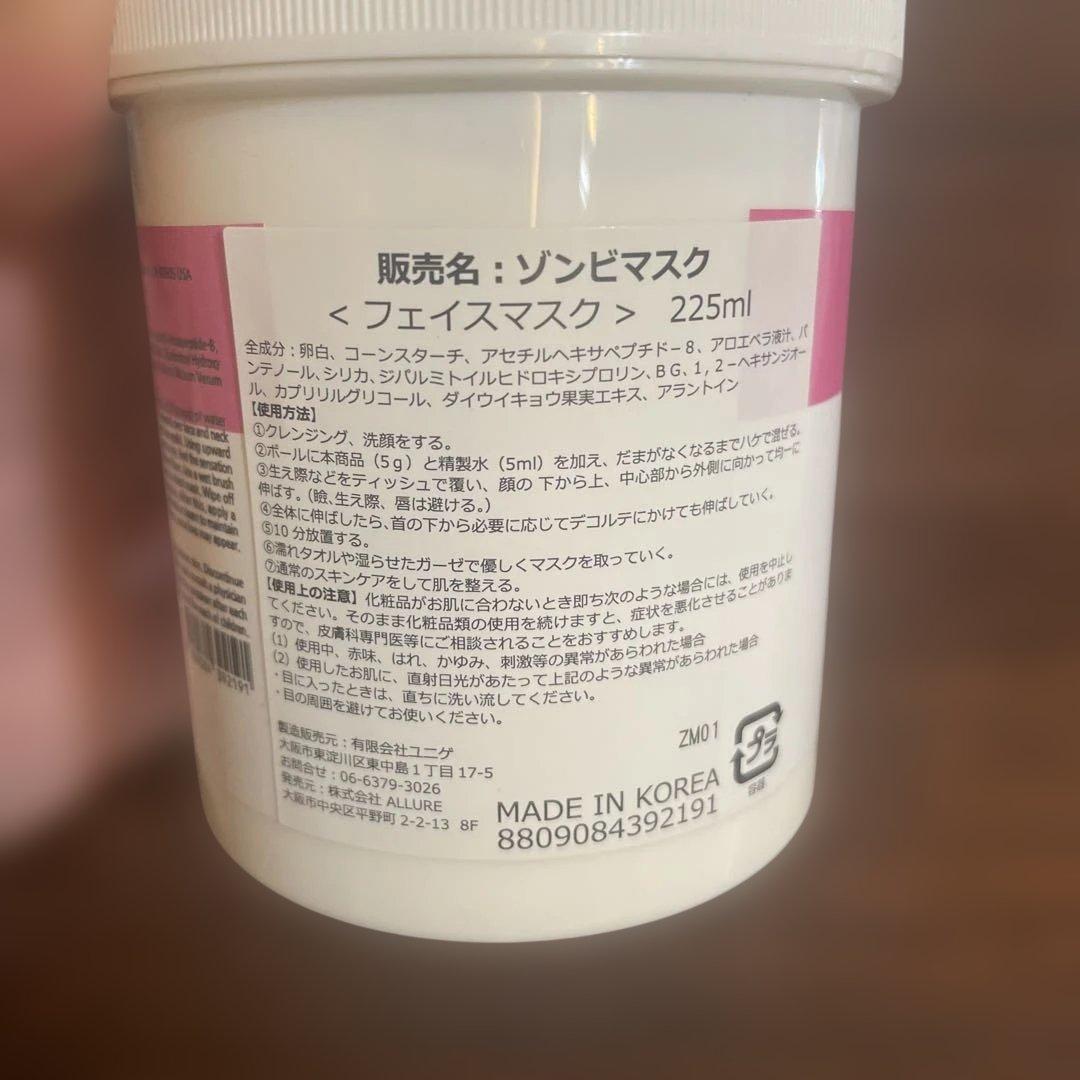 販売名：ゾンビマスク
＜フェイスマスク＞ 225ml
全成分：卵白、コーンスターチ、アセチルヘキサペプチド－8、アロエベラ液汁、パ
ンテノール、シリカ、ジパルミトイルヒドロキシプロリン、BG、1,2－ヘキサンジオー
ル、カプリリルグリコール、ダイウイキョウ果実エキス、アラントイン
【使用方法】
①クレンジング、洗顔をする。
②ボールに本商品（5g）と精製水（5ml）を加え、だまがなくなるまでハケで混ぜる。
③生え際などをティッシュで覆い、顔の 下から上、中心部から外側に向かって均一に
伸ばす。（瞼、生え際、唇は避ける。）
④全体に伸ばしたら、首の下から必要に応じてデコルテにかけても伸ばしていく。
⑤10 分放置する。
⑥濡れタオルや湿らせたガーゼで優しくマスクを取っていく。
⑦通常のスキンケアをして肌を整える。
【使用上の注意】化粧品がお肌に合わないとき即ち次のような場合には、使用を中止し
てください。そのまま化粧品類の使用を続けますと、症状を悪化させることがありま
すので、皮膚科専門医等にご相談されることをおすすめします。
(1) 使用中、赤味、はれ、かゆみ、刺激等の異常があらわれた場合
(2) 使用したお肌に、直射日光があたって上記のような異常があらわれた場合
・目に入ったときは、直ちに洗い流してください。
・目の周囲を避けてお使いください。
製造販売元：有限会社ユニゲ
大阪市東淀川区東中島１丁目 17-5
お問合せ：06-6379-3026
発売元：株式会社 ALLURE
大阪市中央区平野町 2-2-13 8F
ZM01
プラ
容器
MADE IN KOREA
8809084392191
USA
Hydroxy
Verum
water
and neck
upward
sensation
wet brush
Wipe off
apply a
maintain
appear.
Discontinue
physician
after each
of children.
392191